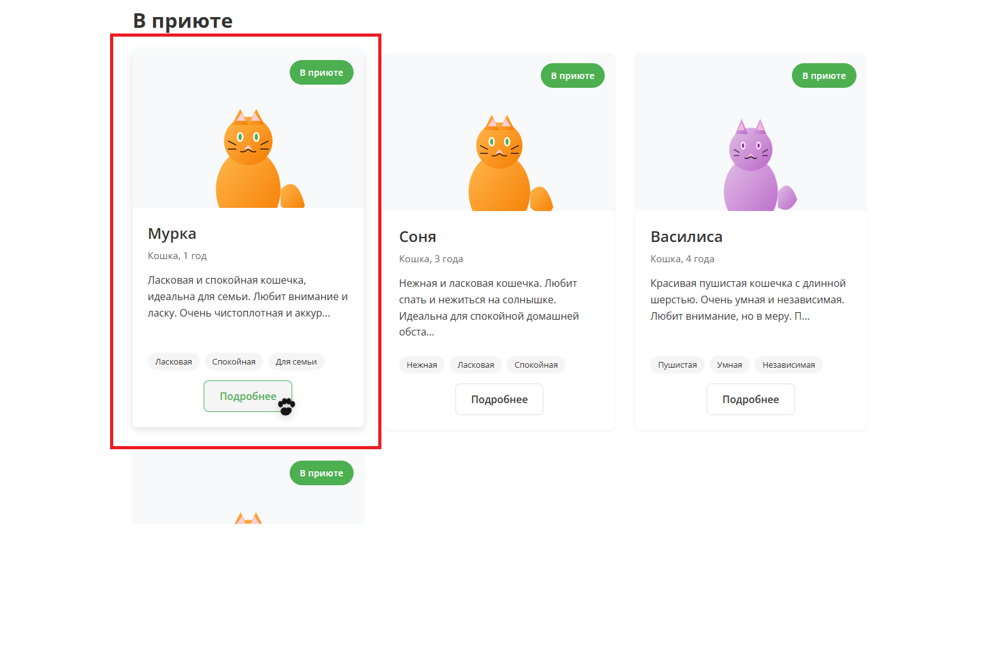 В приюте
В приюте
Мурка
Кошка, 1 год
Ласковая и спокойная кошечка,
идеальна для семьи. Любит внимание и
ласку. Очень чистоплотная и аккур...
Ласковая
Спокойная
Для семьи
Подробнее
В приюте
Соня
Кошка, 3 года
Нежная и ласковая кошечка. Любит
спать и нежиться на солнышке.
Идеальна для спокойной домашней
обста...
Нежная
Ласковая
Спокойная
Подробнее
В приюте
Василиса
Кошка, 4 года
Красивая пушистая кошечка с длинной
шерстью. Очень умная и независимая.
Любит внимание, но в меру. П...
Пушистая
Умная
Независимая
Подробнее
В приюте